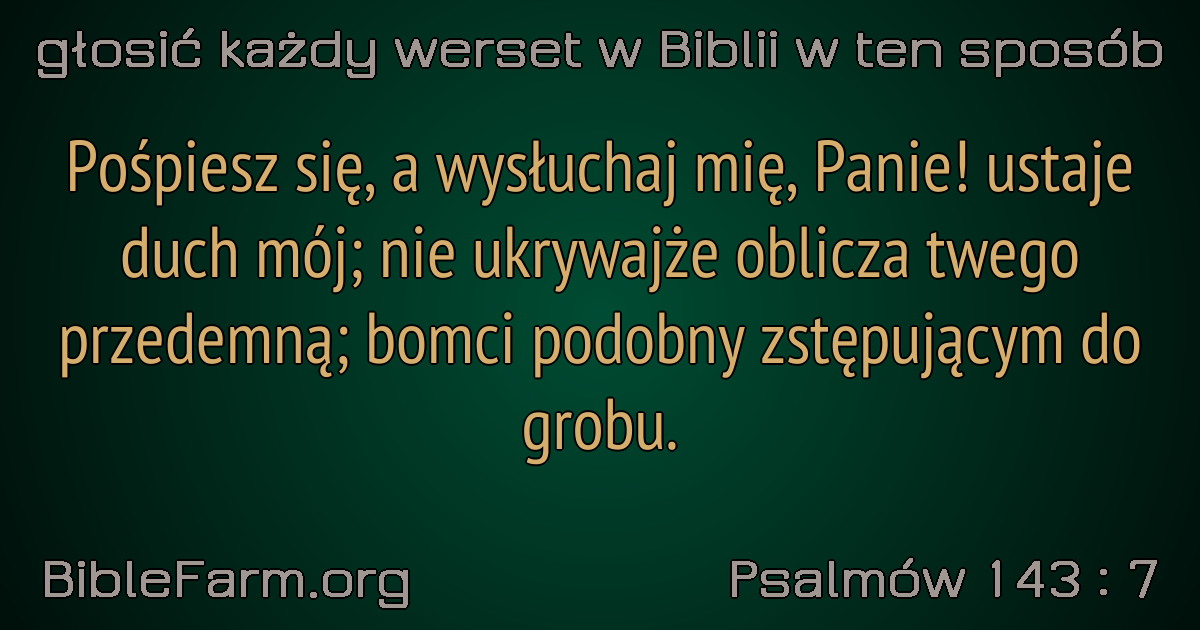 głosić każdy werset w Biblii w ten sposób
Pośpiesz się, a wysłuchaj mię, Panie! ustaje
duch mój; nie ukrywajże oblicza twego
przedemną; bomci podobny zstępującym do
grobu.
BibleFarm.org
Psalmów 143 : 7